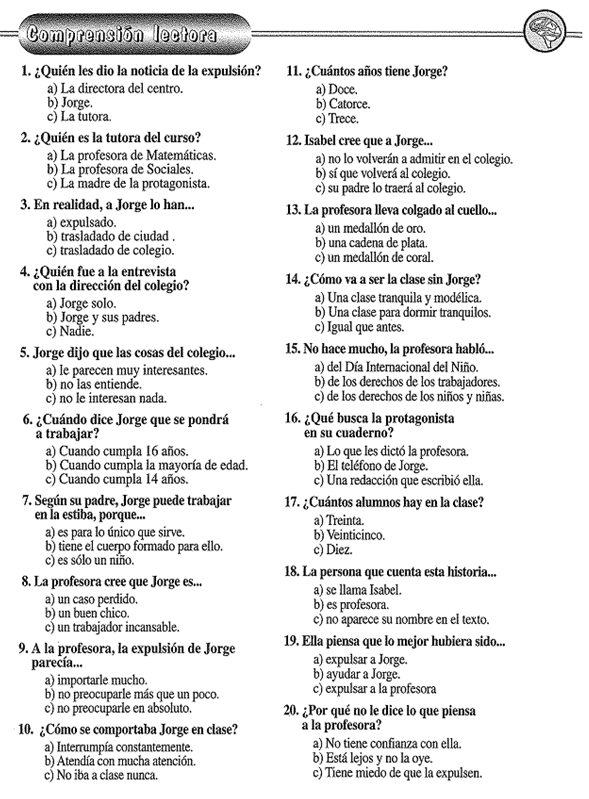 Comprensión lectora
1. ¿Quién les dio la noticia de la expulsión?
a) La directora del centro.
b) Jorge.
c) La tutora.
2. ¿Quién es la tutora del curso?
a) La profesora de Matemáticas.
b) La profesora de Sociales.
c) La madre de la protagonista.
3. En realidad, a Jorge lo han...
a) expulsado.
b) trasladado de ciudad .
c) trasladado de colegio.
4. ¿Quién fue a la entrevista
con la dirección del colegio?
a) Jorge solo.
b) Jorge y sus padres.
c) Nadie.
5. Jorge dijo que las cosas del colegio...
a) le parecen muy interesantes.
b) no las entiende.
c) no le interesan nada.
6. ¿Cuándo dice Jorge que se pondrá
a trabajar?
a) Cuando cumpla 16 años.
b) Cuando cumpla la mayoría de edad.
c) Cuando cumpla 14 años.
7. Según su padre, Jorge puede trabajar
en la estiba, porque...
a) es para lo único que sirve.
b) tiene el cuerpo formado para ello.
c) es sólo un niño.
8. La profesora cree que Jorge es...
a) un caso perdido.
b) un buen chico.
c) un trabajador incansable.
9. A la profesora, la expulsión de Jorge
parecía...
a) importarle mucho.
b) no preocuparle más que un poco.
c) no preocuparle en absoluto.
10. ¿Cómo se comportaba Jorge en clase?
a) Interrumpía constantemente.
b) Atendía con mucha atención.
c) No iba a clase nunca.
11. ¿Cuántos años tiene Jorge?
a) Doce.
b) Catorce.
c) Trece.
12. Isabel cree que a Jorge...
a) no lo volverán a admitir en el colegio.
b) sí que volverá al colegio.
c) su padre lo traerá al colegio.
13. La profesora lleva colgado al cuello...
a) un medallón de oro.
b) una cadena de plata.
c) un medallón de coral.
14. ¿Cómo va a ser la clase sin Jorge?
a) Una clase tranquila y modélica.
b) Una clase para dormir tranquilos.
c) Igual que antes.
15. No hace mucho, la profesora habló...
a) del Día Internacional del Niño.
b) de los derechos de los trabajadores.
c) de los derechos de los niños y niñas.
16. ¿Qué busca la protagonista
en su cuaderno?
a) Lo que les dictó la profesora.
b) El teléfono de Jorge.
c) Una redacción que escribió ella.
17. ¿Cuántos alumnos hay en la clase?
a) Treinta.
b) Veinticinco.
c) Diez.
18. La persona que cuenta esta historia...
a) se llama Isabel.
b) es profesora.
c) no aparece su nombre en el texto.
19. Ella piensa que lo mejor hubiera sido...
a) expulsar a Jorge.
b) ayudar a Jorge.
c) expulsar a la profesora
20. ¿Por qué no le dice lo que piensa
a la profesora?
a) No tiene confianza con ella.
b) Está lejos y no la oye.
c) Tiene miedo de que la expulsen.